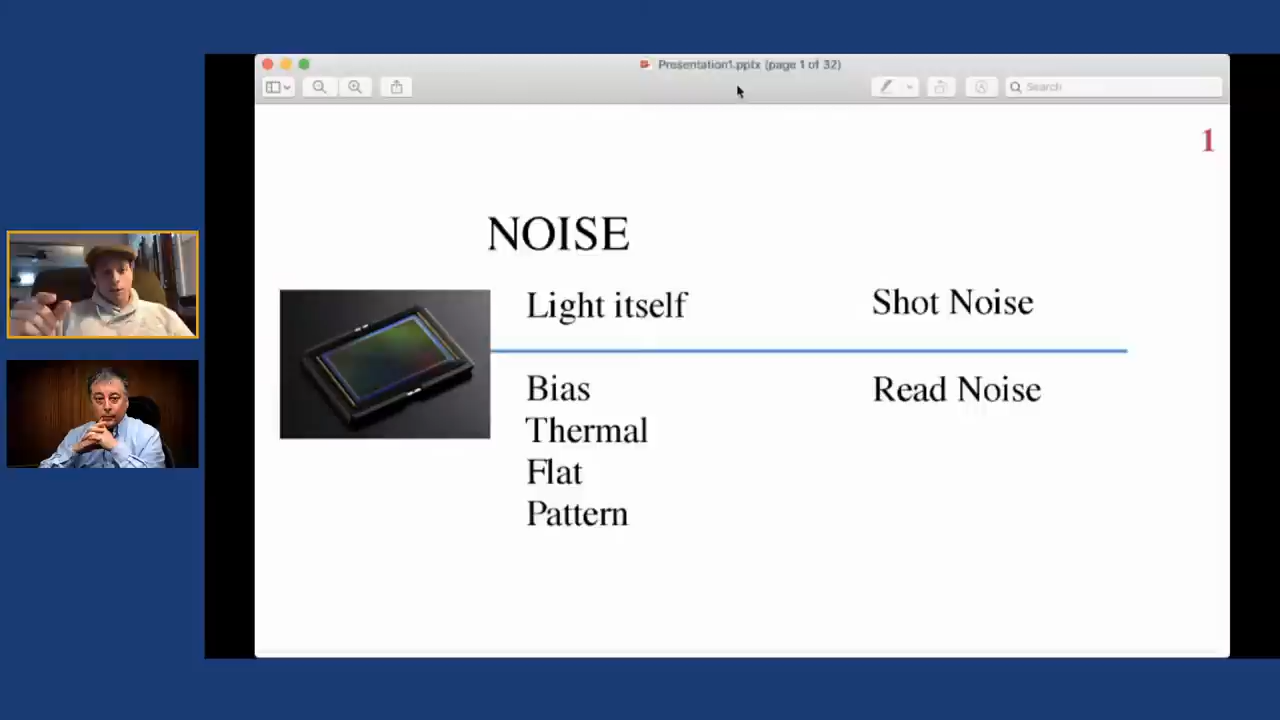 Presentation1.pptx (page 1 of 32)
Search
1
NOISE
Light itself Shot Noise
Bias Read Noise
Thermal
Flat
Pattern